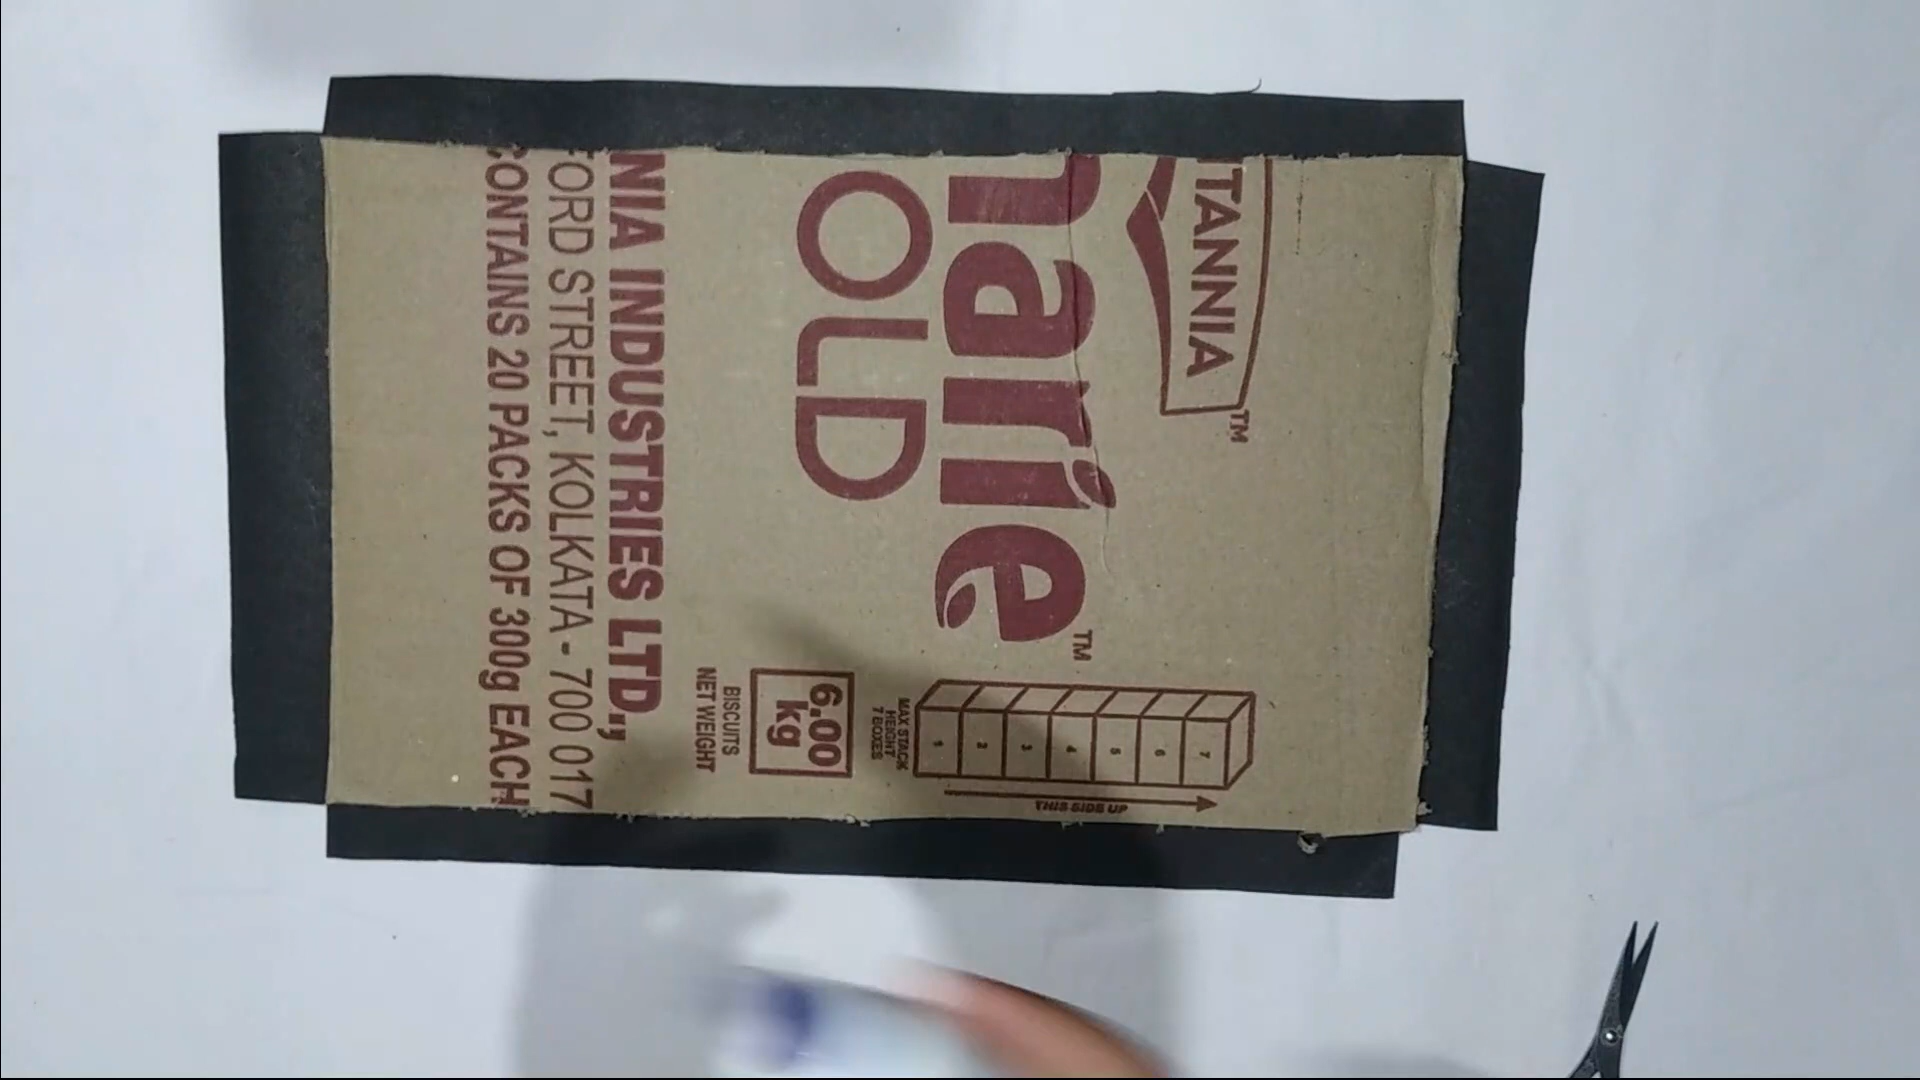 TANNIA
TM
narie
TM
OLD
NIA INDUSTRIES LTD.,
FORD STREET, KOLKATA - 700 017
CONTAINS 20 PACKS OF 300g EACH
7
6
5
4
3
2
1
THIS SIDE UP
MAX STACK
HEIGHT
7 BOXES
6.00
kg
BISCUITS
NET WEIGHT